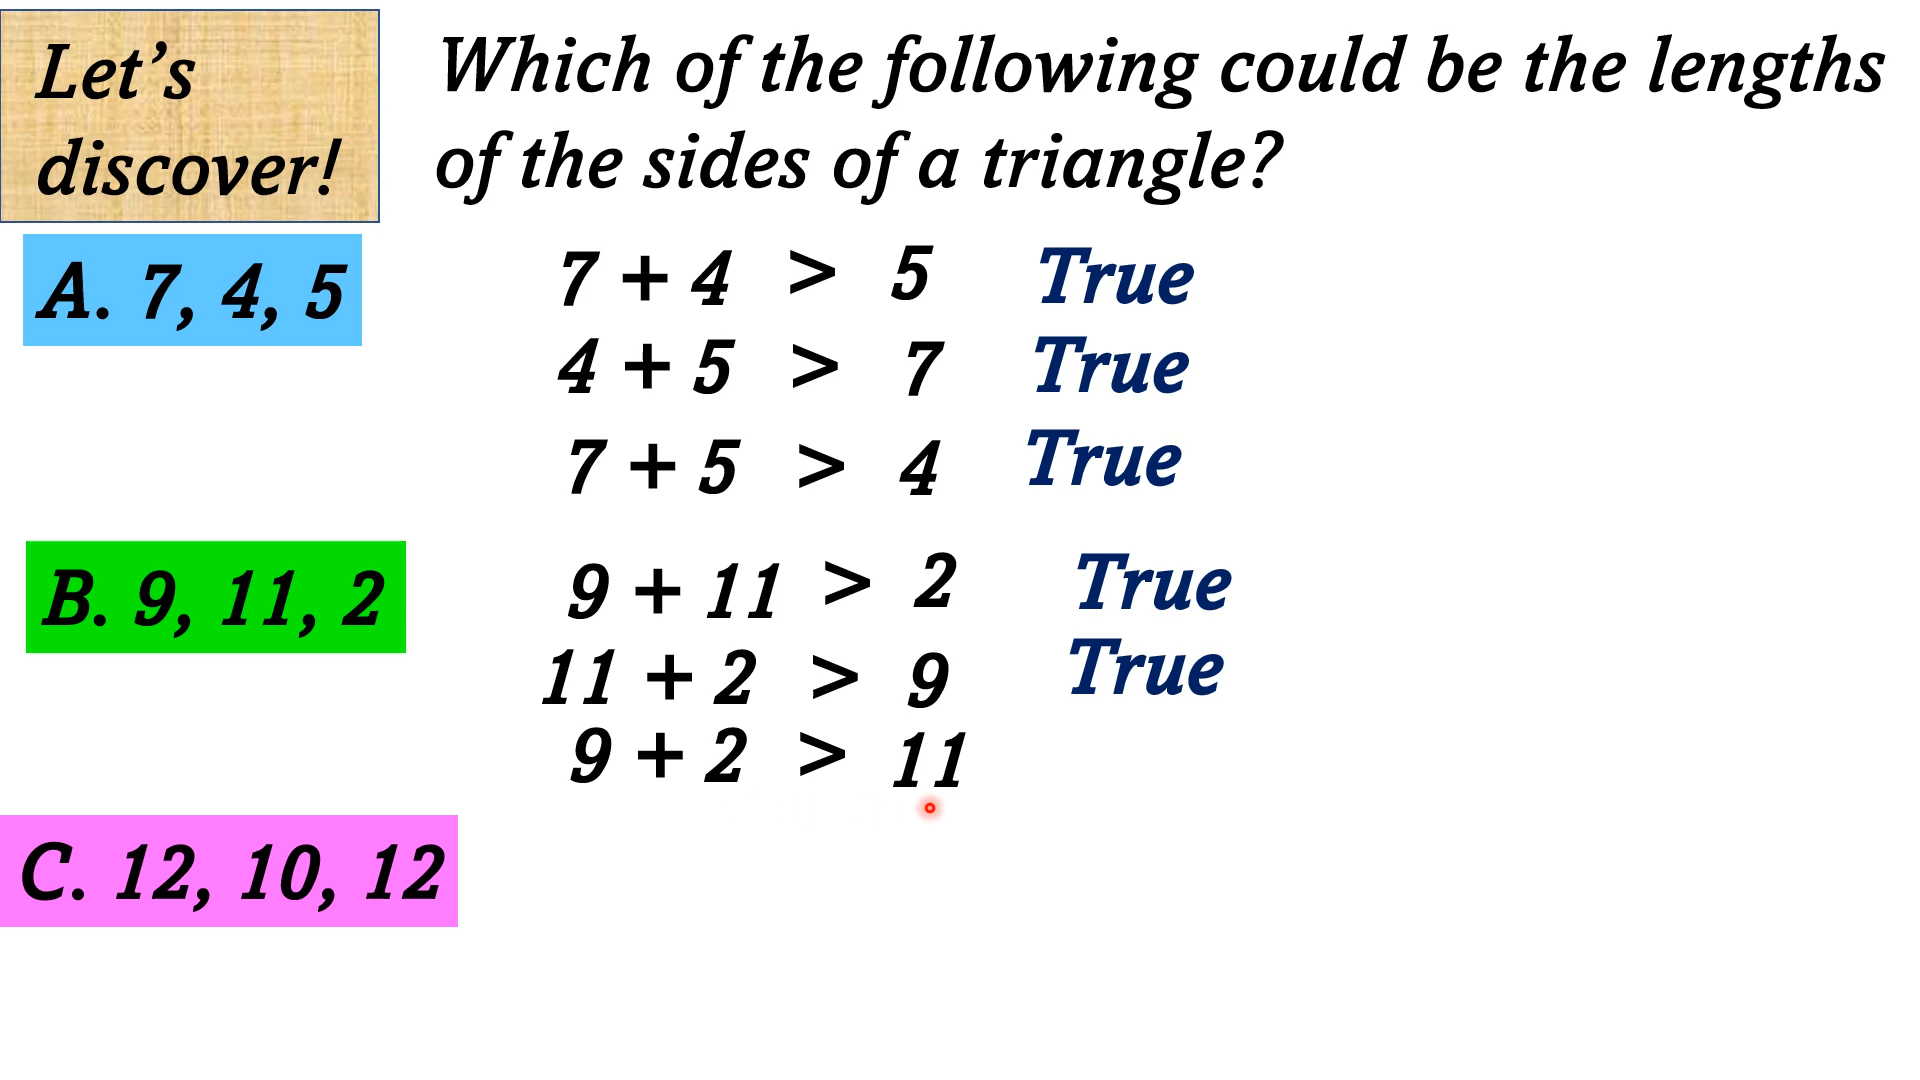 Let’s
discover!
Which of the following could be the lengths
of the sides of a triangle?
A. 7, 4, 5
7 + 4 > 5 True
4 + 5 > 7 True
7 + 5 > 4 True
B. 9, 11, 2
9 + 11 > 2 True
11 + 2 > 9 True
9 + 2 > 11
C. 12, 10, 12